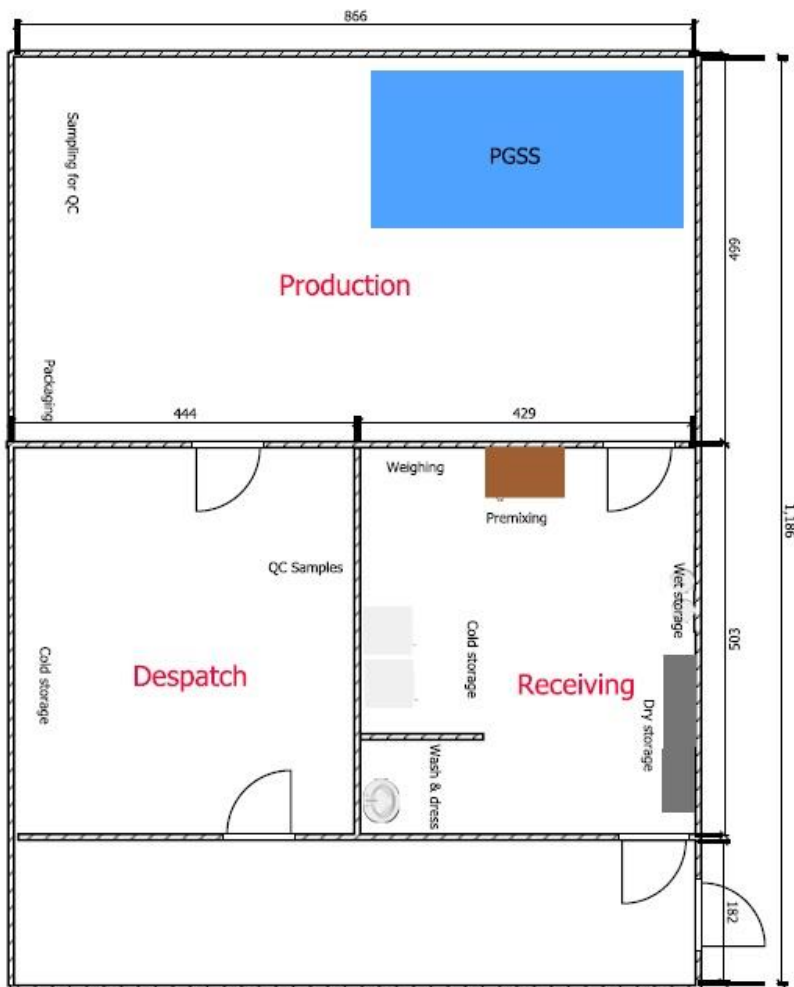 866
PGSS
Sampling for QC
499
Production
Packaging
444
429
Weighing
Premixing
1,186
QC Samples
Wet storage
503
Cold storage
Cold storage
Despatch
Receiving
Dry storage
Wash & dress
182